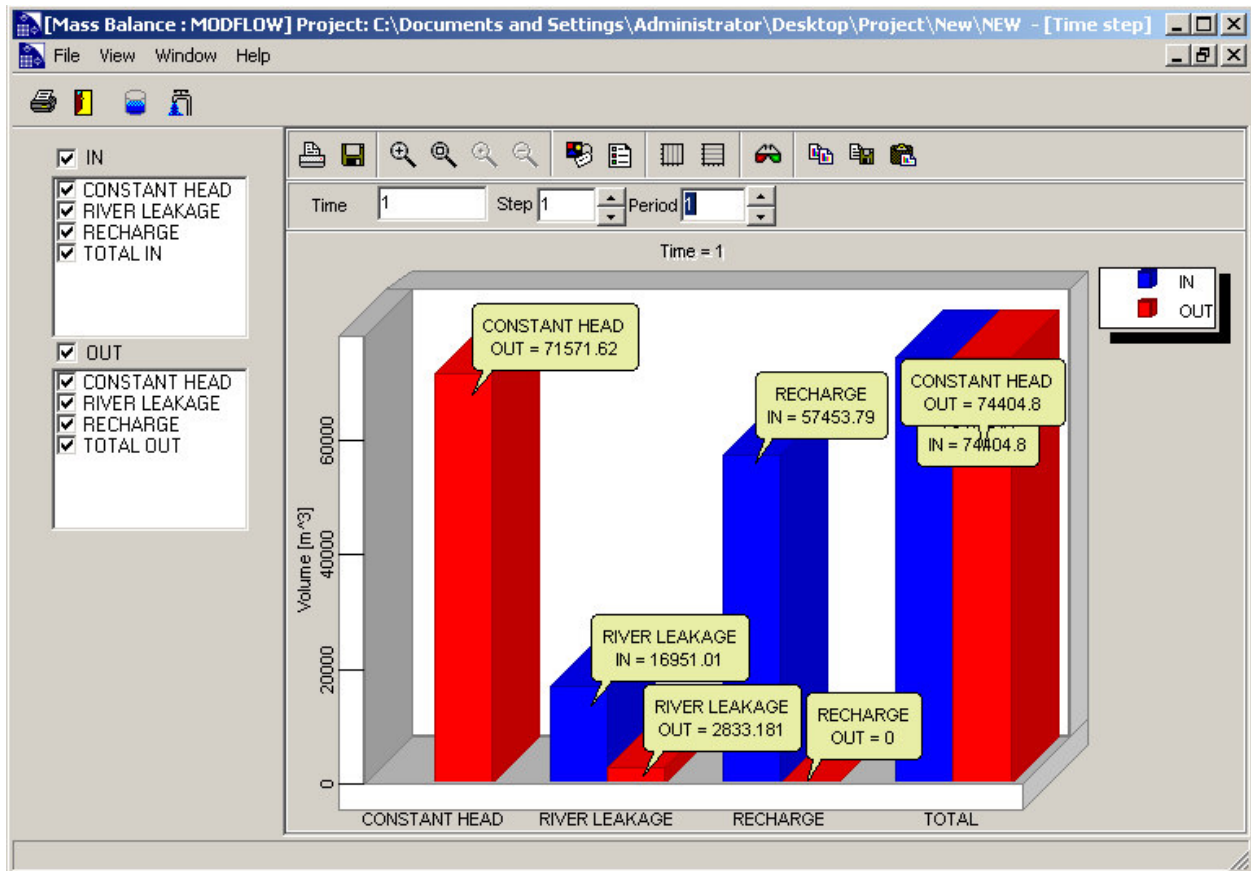 [Mass Balance : MODFLOW] Project: C:\Documents and Settings\Administrator\Desktop\Project\New\NEW - [Time step]
File View Window Help
IN
CONSTANT HEAD
RIVER LEAKAGE
RECHARGE
TOTAL IN
OUT
CONSTANT HEAD
RIVER LEAKAGE
RECHARGE
TOTAL OUT
Time 1 Step 1 Period 1
Time = 1
IN
OUT
CONSTANT HEAD
OUT = 71571.62
RECHARGE
IN = 57453.79
CONSTANT HEAD
OUT = 74404.8
IN = 74404.8
RIVER LEAKAGE
IN = 16951.01
RIVER LEAKAGE
OUT = 2833.181
RECHARGE
OUT = 0
Volume [m^3]
60000
40000
20000
0
CONSTANT HEAD RIVER LEAKAGE RECHARGE TOTAL